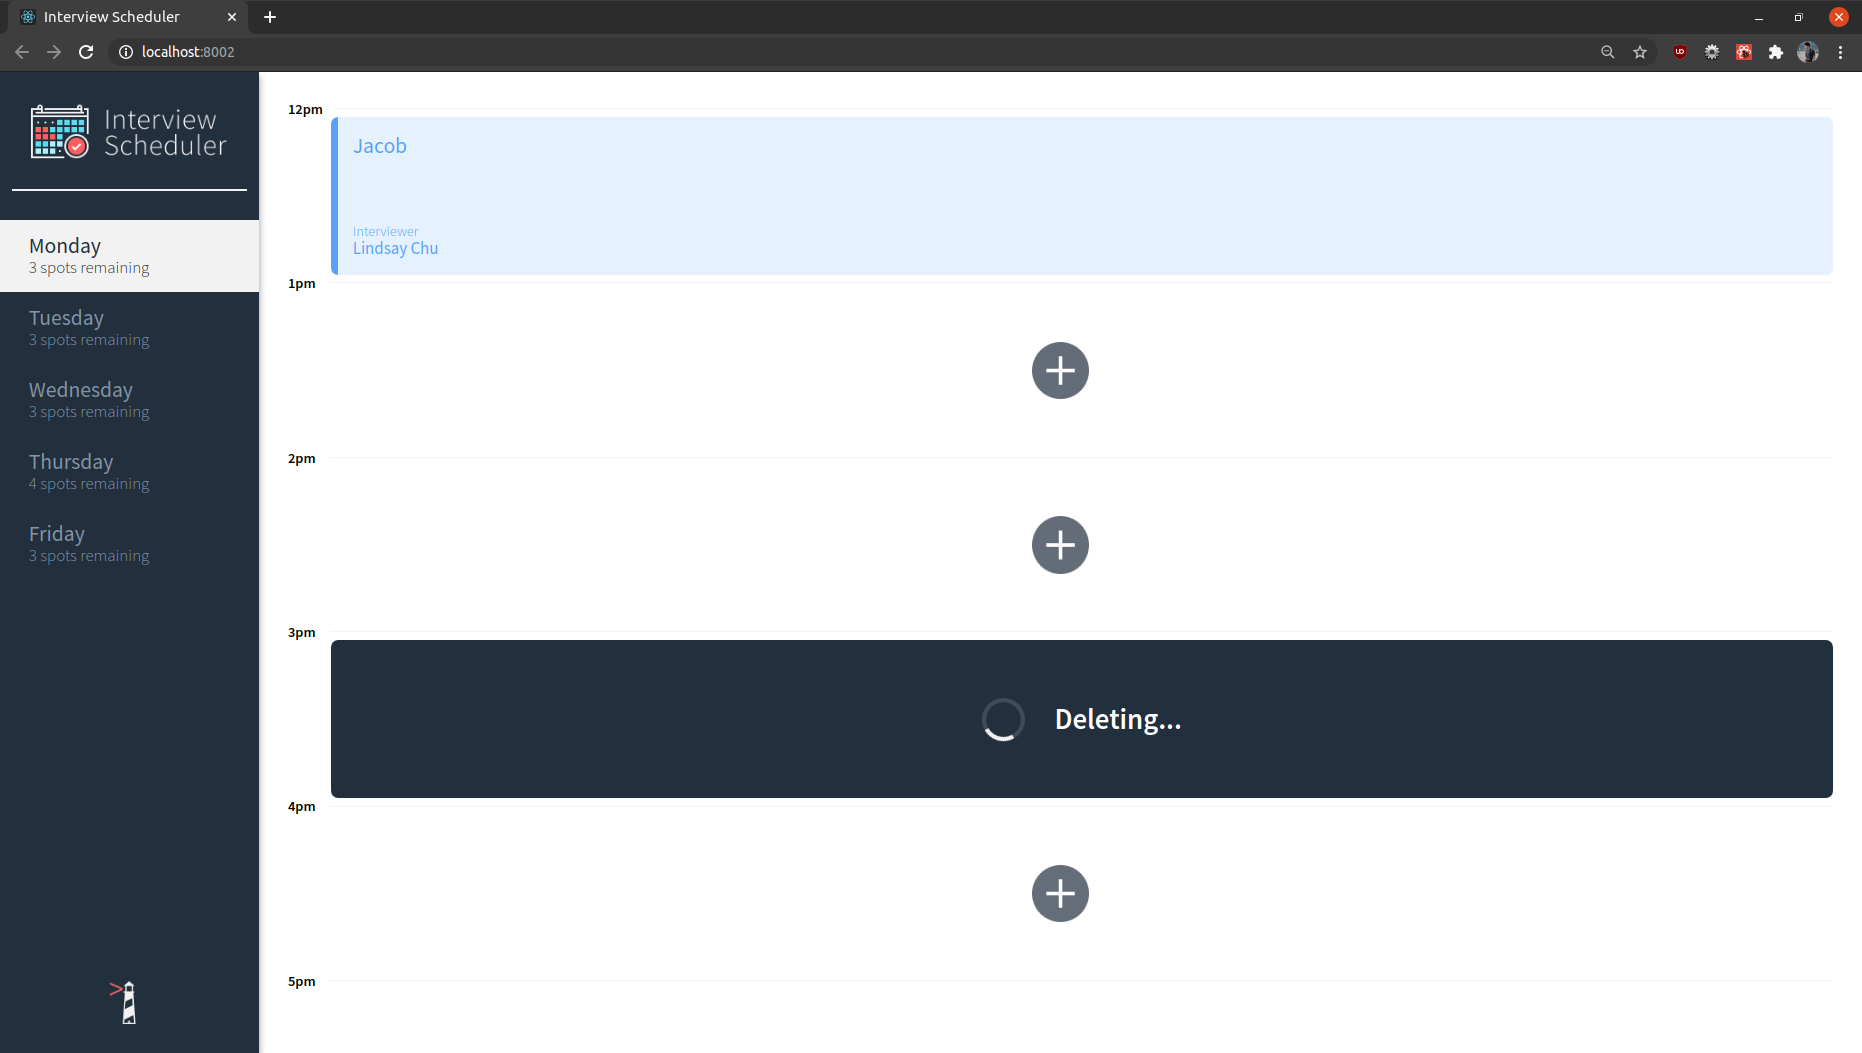 Interview Scheduler
localhost:8002
Interview
Scheduler
Monday
3 spots remaining
Tuesday
3 spots remaining
Wednesday
3 spots remaining
Thursday
4 spots remaining
Friday
3 spots remaining
12pm
Jacob
Interviewer
Lindsay Chu
1pm
2pm
3pm
Deleting...
4pm
5pm